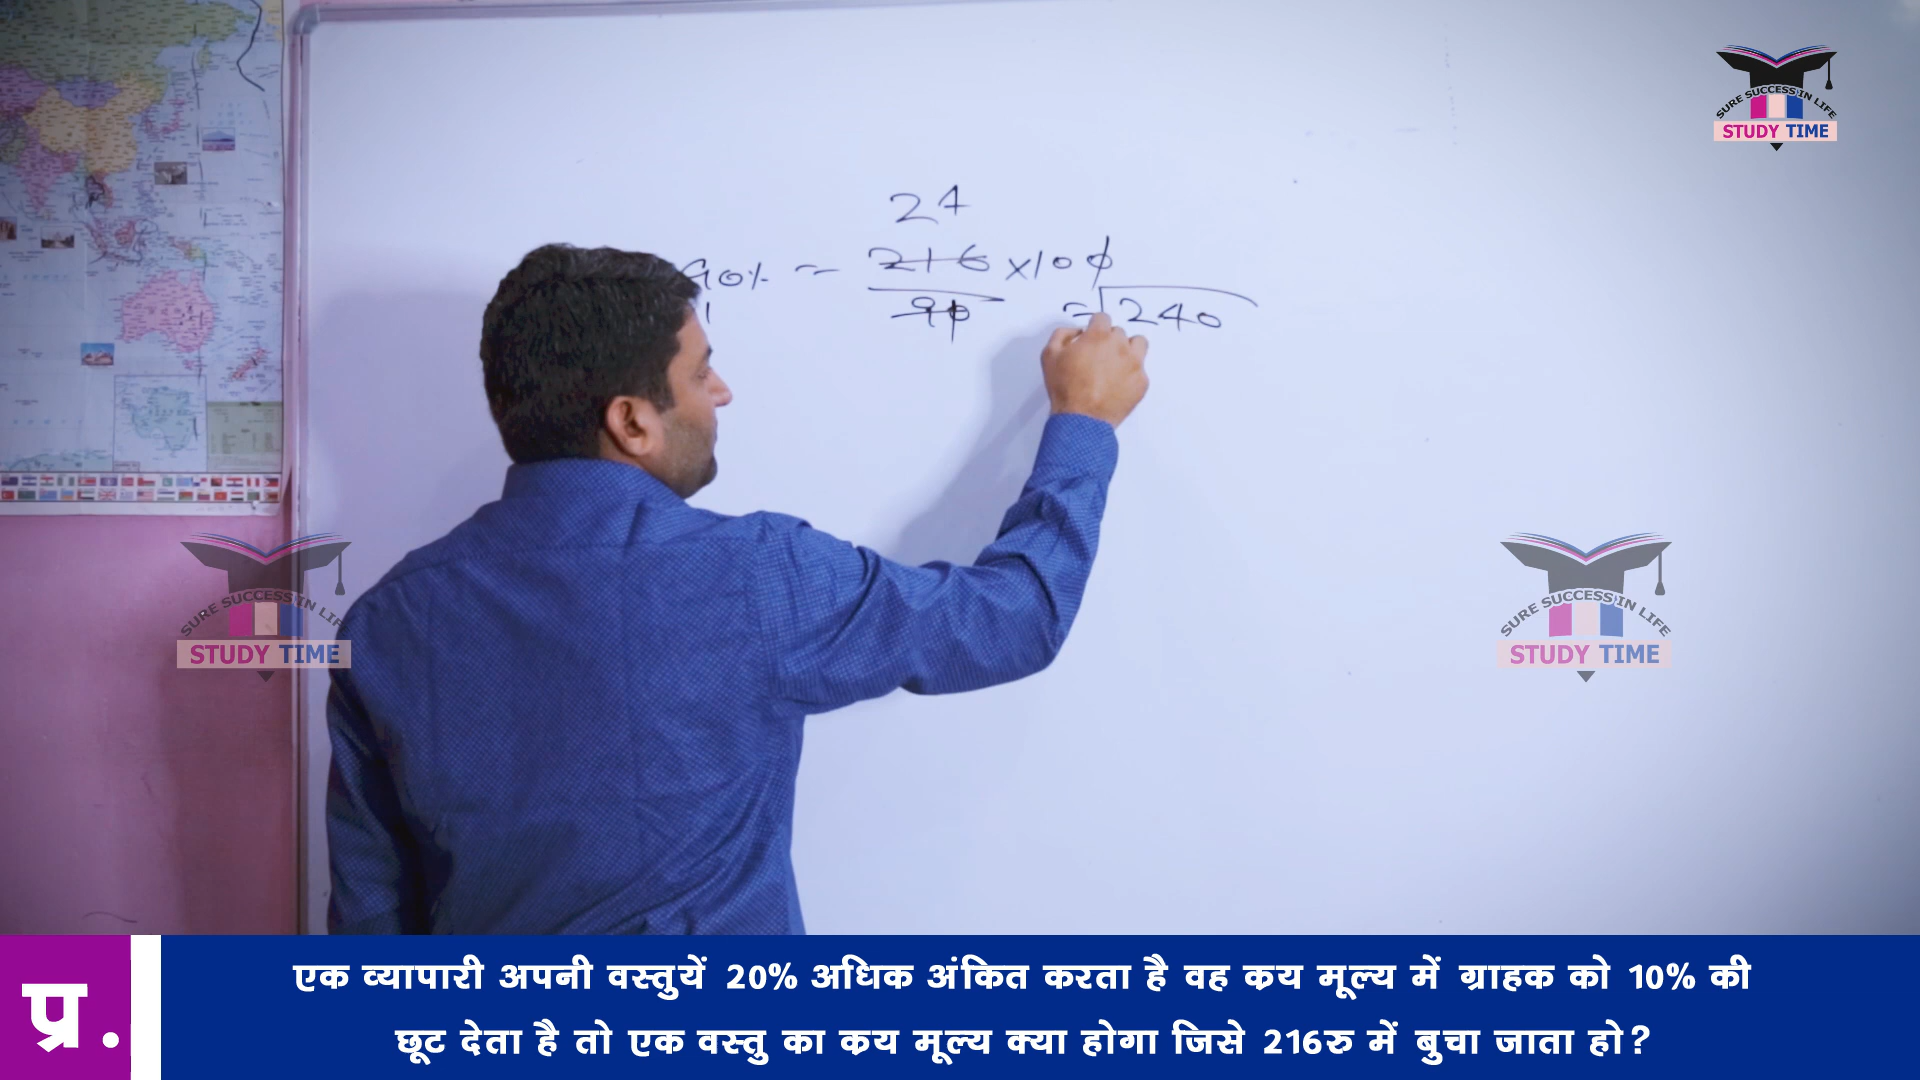 SURE SUCCESS IN LIFE
STUDY TIME
24
90% = 216 x 100
90
= 240
SURE SUCCESS IN LIFE
STUDY TIME
SURE SUCCESS IN LIFE
STUDY TIME
प्र.
एक व्यापारी अपनी वस्तुयें 20% अधिक अंकित करता है वह क्रय मूल्य में ग्राहक को 10% की
छूट देता है तो एक वस्तु का क्रय मूल्य क्या होगा जिसे 216रु में बुचा जाता हो?